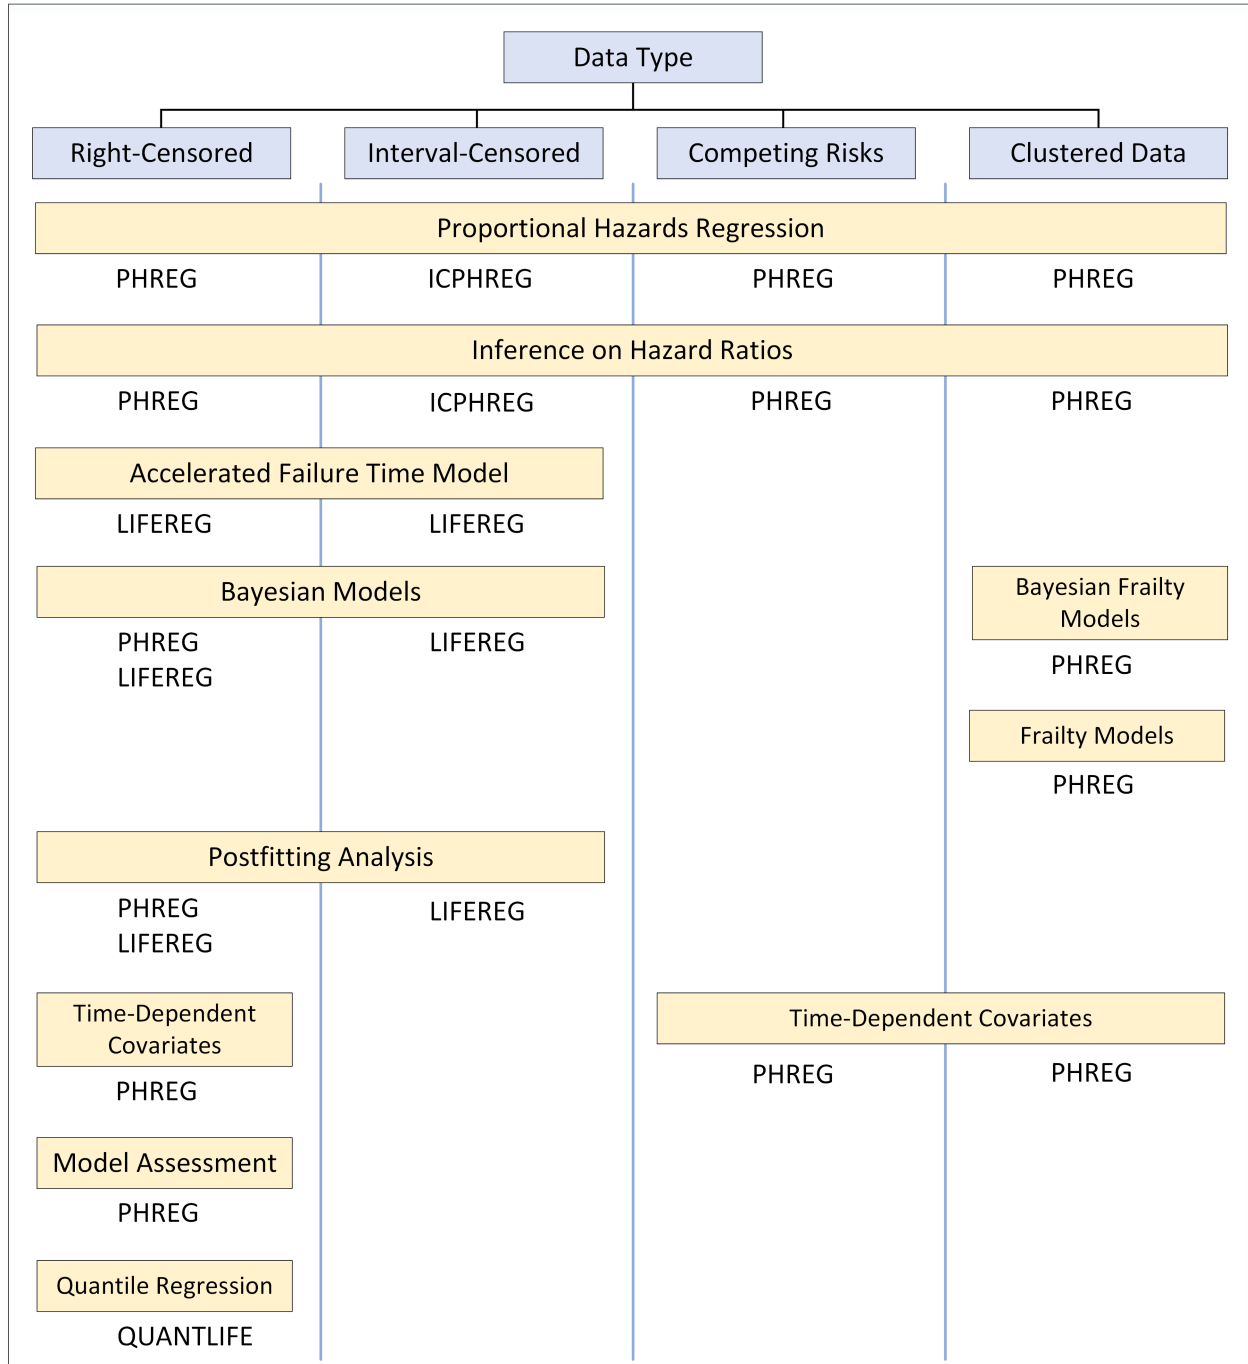 Data Type
Right-Censored
Interval-Censored
Competing Risks
Clustered Data
Proportional Hazards Regression
PHREG
ICPHREG
PHREG
PHREG
Inference on Hazard Ratios
PHREG
ICPHREG
PHREG
PHREG
Accelerated Failure Time Model
LIFEREG
LIFEREG
Bayesian Models
PHREG
LIFEREG
LIFEREG
Bayesian Frailty
Models
PHREG
Frailty Models
PHREG
Postfitting Analysis
PHREG
LIFEREG
LIFEREG
Time-Dependent
Covariates
PHREG
Time-Dependent Covariates
PHREG
PHREG
Model Assessment
PHREG
Quantile Regression
QUANTLIFE